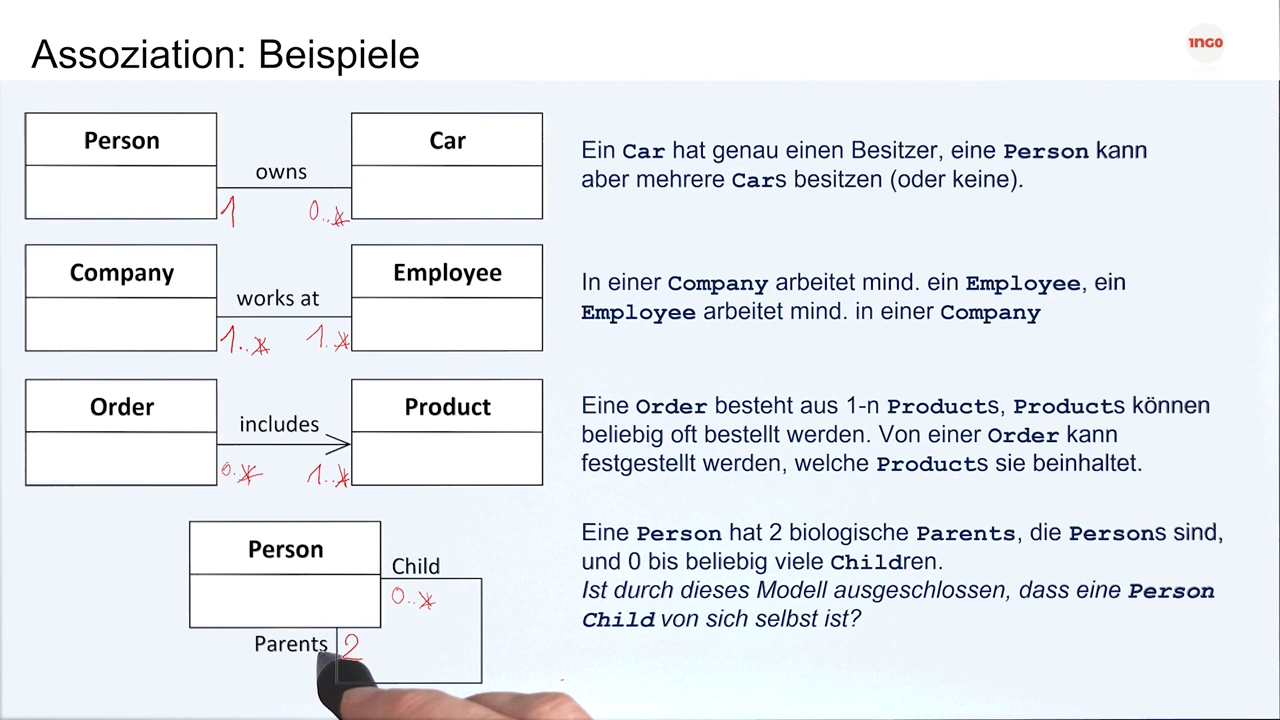 Assoziation: Beispiele
1NGO
Person
Car
owns
1
0..*
Ein Car hat genau einen Besitzer, eine Person kann
aber mehrere Cars besitzen (oder keine).
Company
Employee
works at
1..*
1..*
In einer Company arbeitet mind. ein Employee, ein
Employee arbeitet mind. in einer Company
Order
Product
includes
0..*
1..*
Eine Order besteht aus 1-n Products, Products können
beliebig oft bestellt werden. Von einer Order kann
festgestellt werden, welche Products sie beinhaltet.
Person
Child
0..*
Parents
2
Eine Person hat 2 biologische Parents, die Persons sind,
und 0 bis beliebig viele Children.
Ist durch dieses Modell ausgeschlossen, dass eine Person
Child von sich selbst ist?